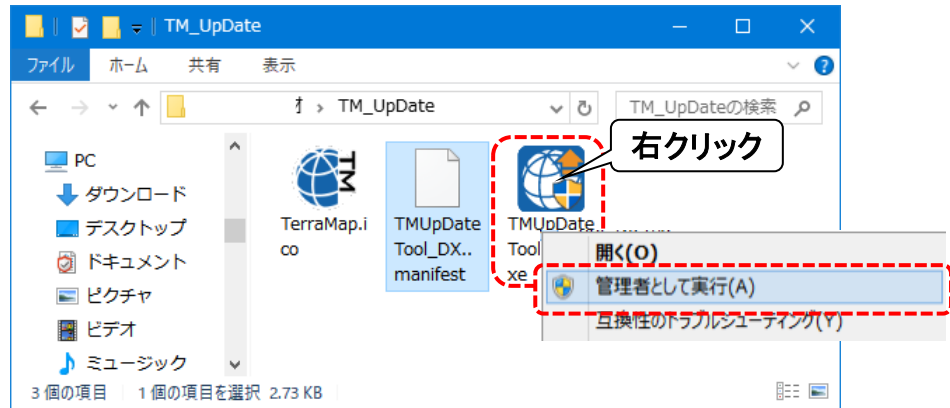 TM_UpDate
ファイル ホーム 共有 表示
TM_UpDate
TM_UpDateの検索
右クリック
PC
ダウンロード
デスクトップ
ドキュメント
ピクチャ
ビデオ
ミュージック
TerraMap.i
co
TMUpDate
Tool_DX..
manifest
TMUpDate
Tool
xe
開く(O)
管理者として実行(A)
互換性のトラブルシューティング(Y)
3 個の項目 1 個の項目を選択 2.73 KB